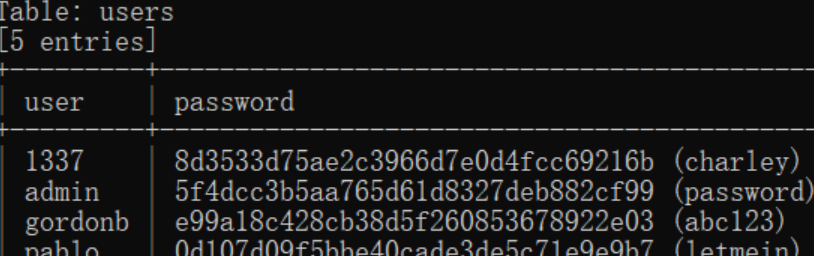 Table: users
[5 entries]
user | password
1337 | 8d3533d75ae2c3966d7e0d4fcc69216b (charley)
admin | 5f4dcc3b5aa765d61d8327deb882cf99 (password)
gordonb | e99a18c428cb38d5f260853678922e03 (abc123)
pablo | 0d107d09f5bbe40cade3de5c71e9e9b7 (letmein)